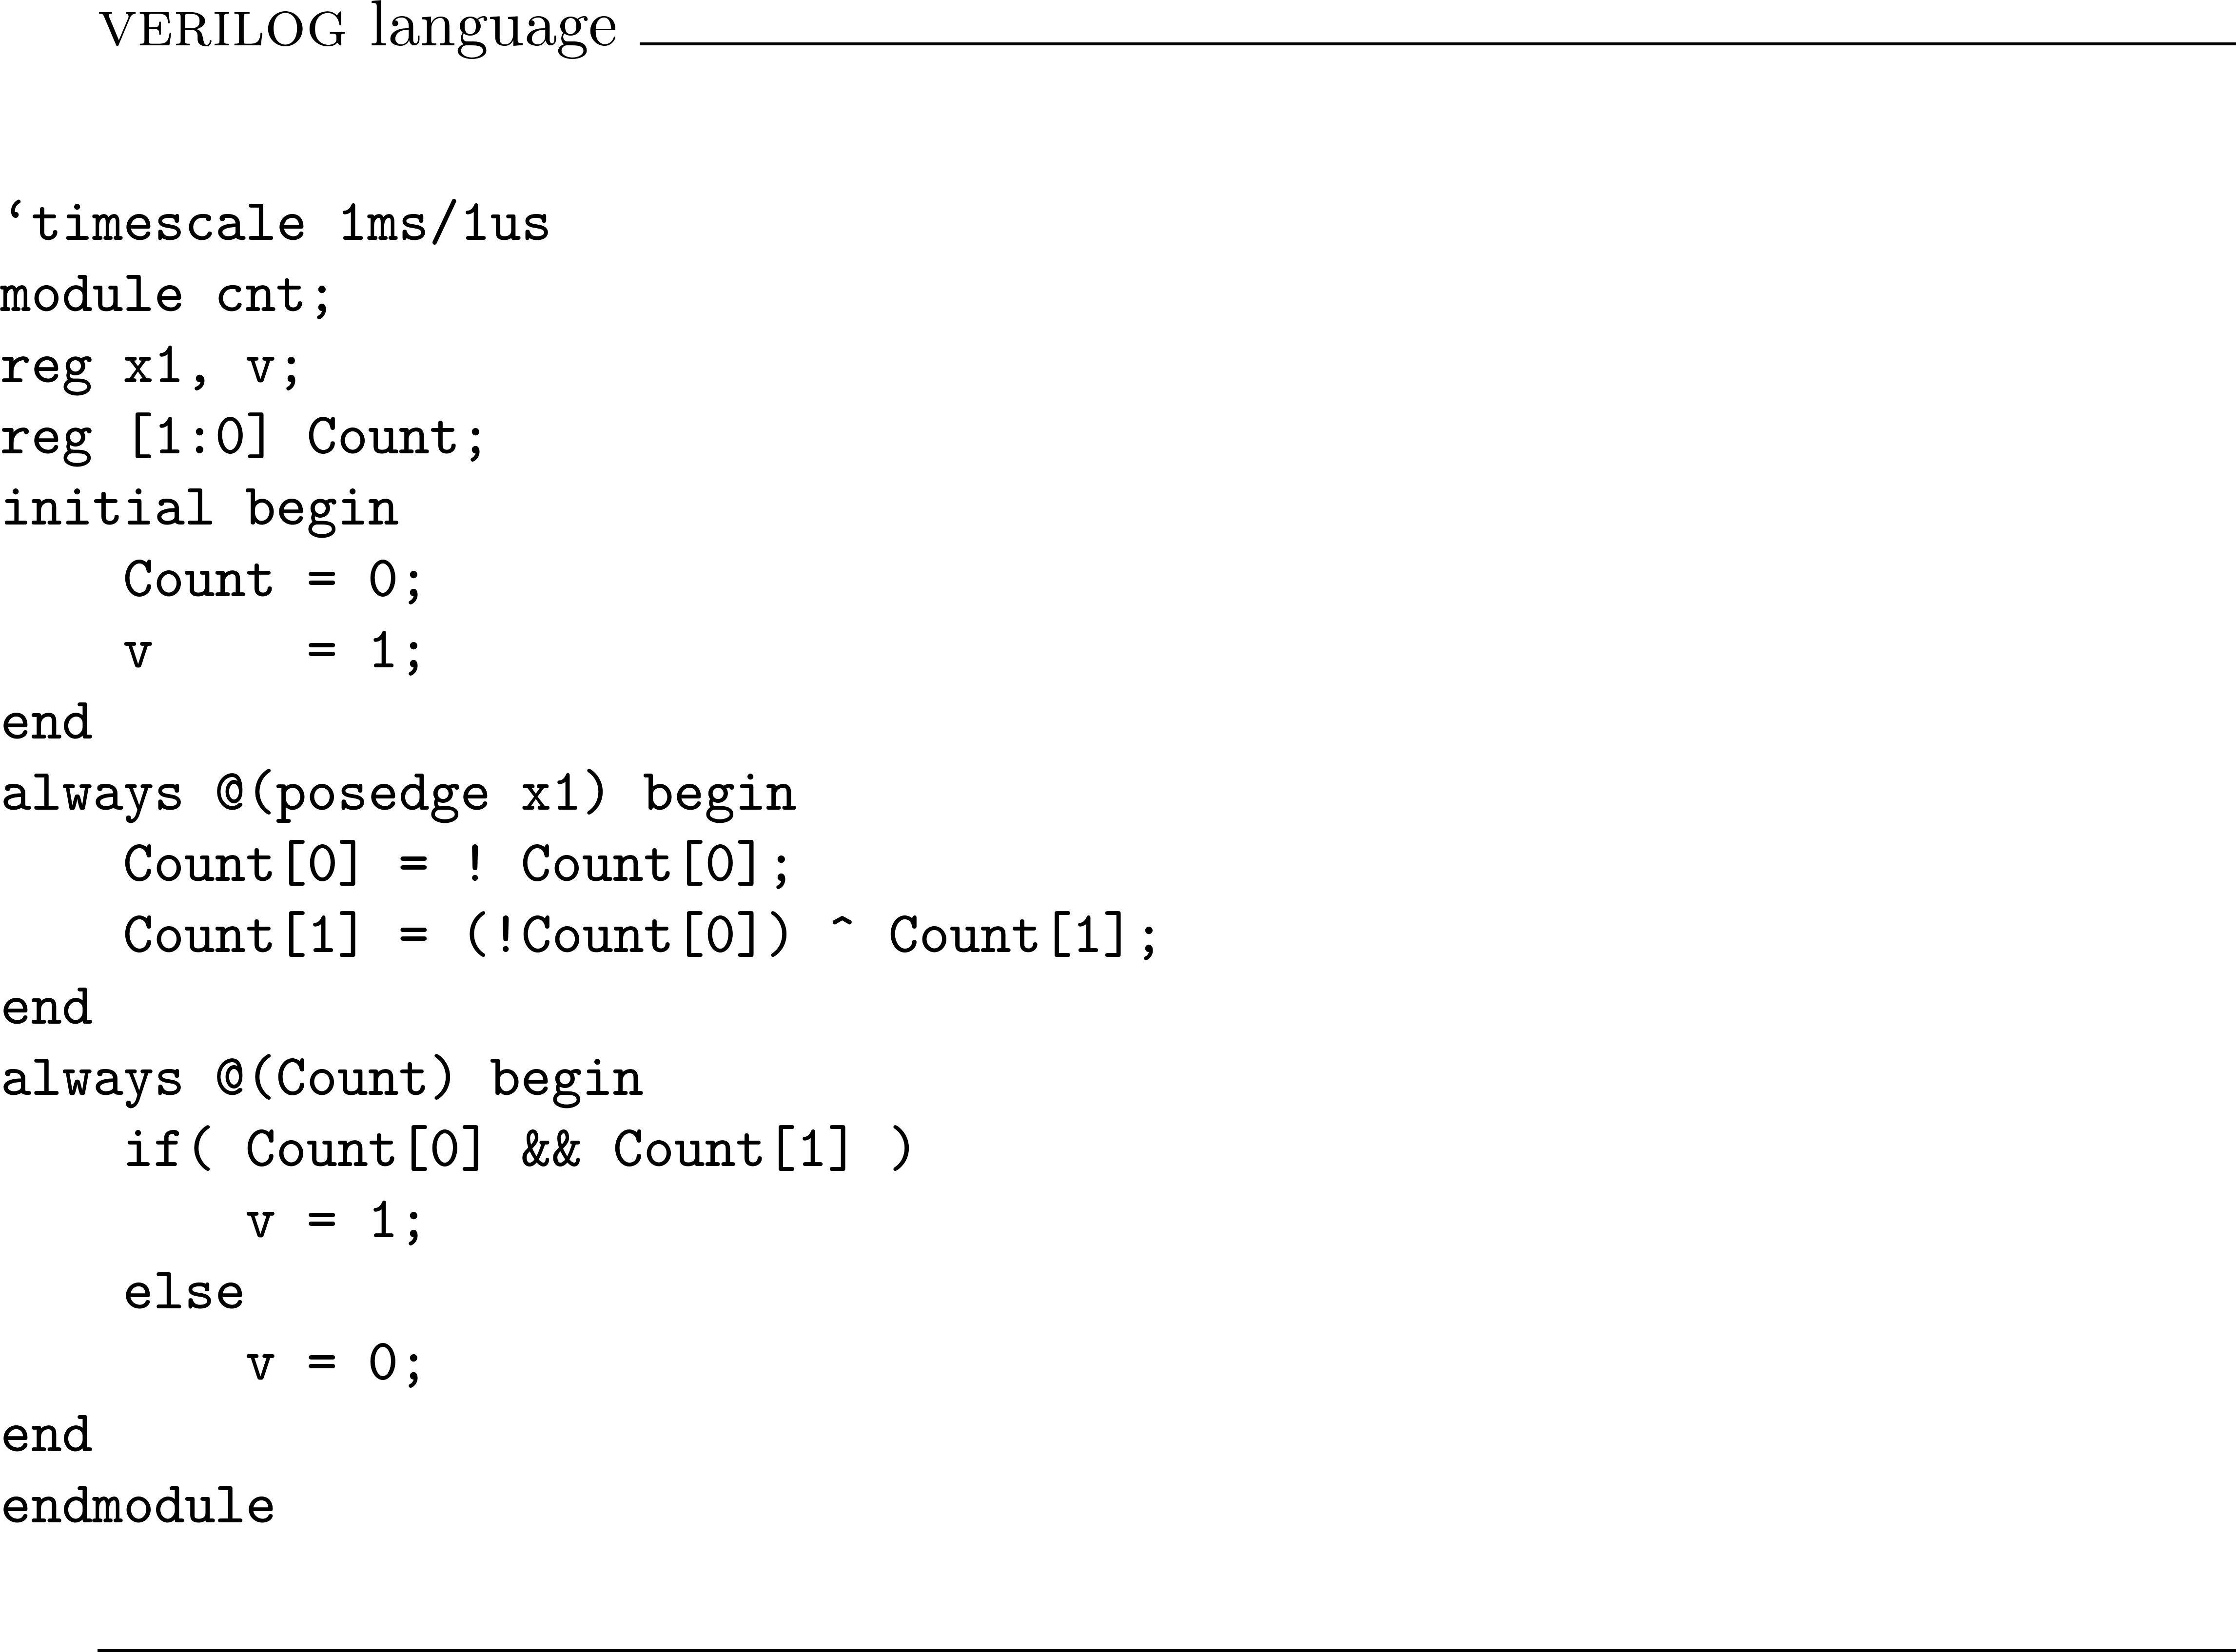 VERILOG language
‘timescale 1ms/1us
module cnt;
reg x1, v;
reg [1:0] Count;
initial begin
    Count = 0;
    v     = 1;
end
always @(posedge x1) begin
    Count[0] = ! Count[0];
    Count[1] = (!Count[0]) ^ Count[1];
end
always @(Count) begin
    if( Count[0] && Count[1] )
        v = 1;
    else
        v = 0;
end
endmodule